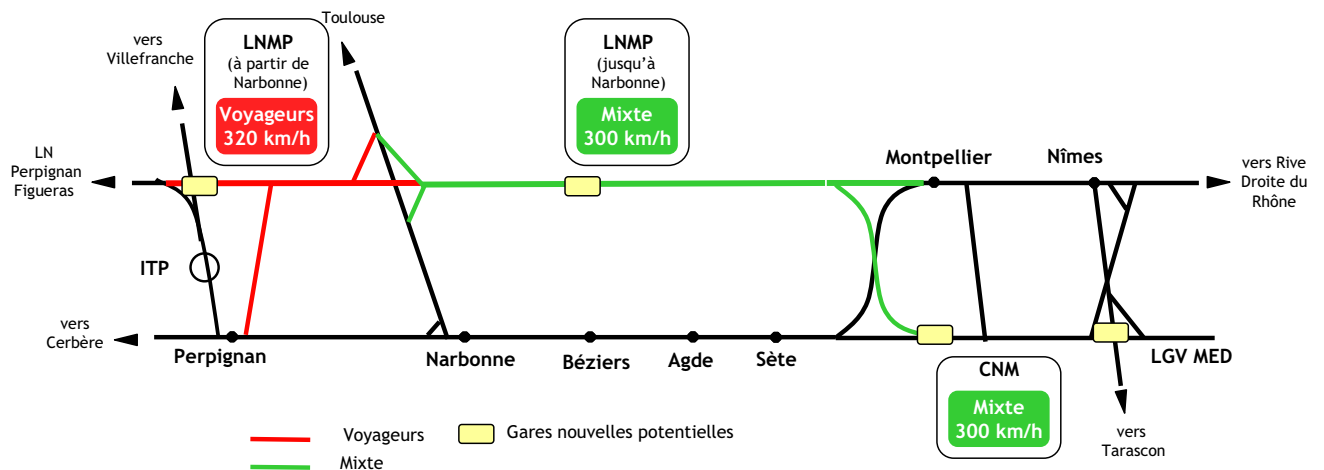 Toulouse
vers
Villefranche
LNMP
(à partir de
Narbonne)
Voyageurs
320 km/h
LNMP
(jusqu'à
Narbonne)
Mixte
300 km/h
LN
Perpignan
Figueras
Montpellier
Nîmes
vers Rive
Droite du
Rhône
ITP
vers
Cerbère
Perpignan
Narbonne
Béziers
Agde
Sète
LGV MED
CNM
Mixte
300 km/h
vers
Tarascon
Voyageurs
Gares nouvelles potentielles
Mixte